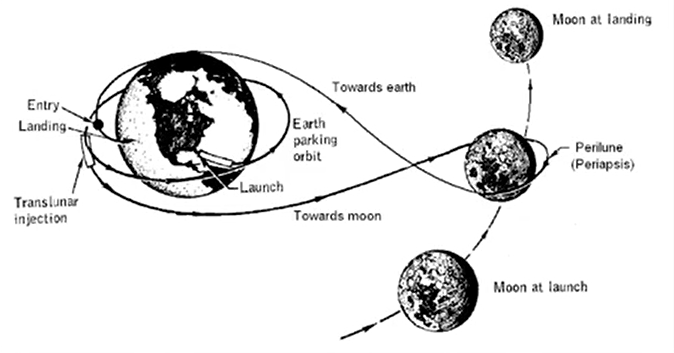 Moon at landing
Towards earth
Entry
Landing
Earth
parking
orbit
Perilune
(Periapsis)
Launch
Translunar
injection
Towards moon
Moon at launch